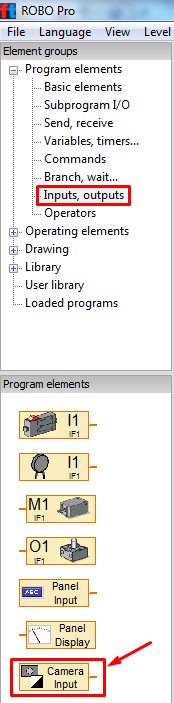 ft ROBO Pro
File Language View Level
Element groups
Program elements
Basic elements
Subprogram I/O
Send, receive
Variables, timers...
Commands
Branch, wait...
Inputs, outputs
Operators
Operating elements
Drawing
Library
User library
Loaded programs
Program elements
I1
IF1
I1
IF1
M1
IF1
O1
IF1
ABC Panel
Input
Panel
Display
Camera
Input